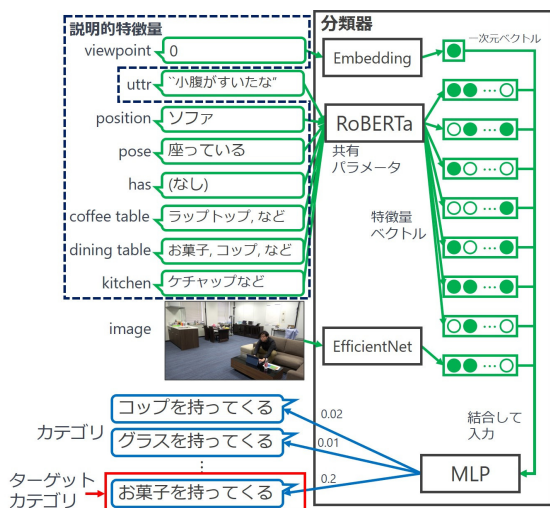 説明的特徴量
viewpoint
0
uttr
``小腹がすいたな”
position
ソファ
pose
座っている
has
(なし)
coffee table
ラップトップ, など
dining table
お菓子, コップ, など
kitchen
ケチャップなど
image
分類器
Embedding
一次元ベクトル
RoBERTa
共有
パラメータ
特徴量
ベクトル
EfficientNet
結合して
入力
MLP
カテゴリ
コップを持ってくる
0.02
グラスを持ってくる
0.01
⋮
ターゲット
カテゴリ
お菓子を持ってくる
0.2